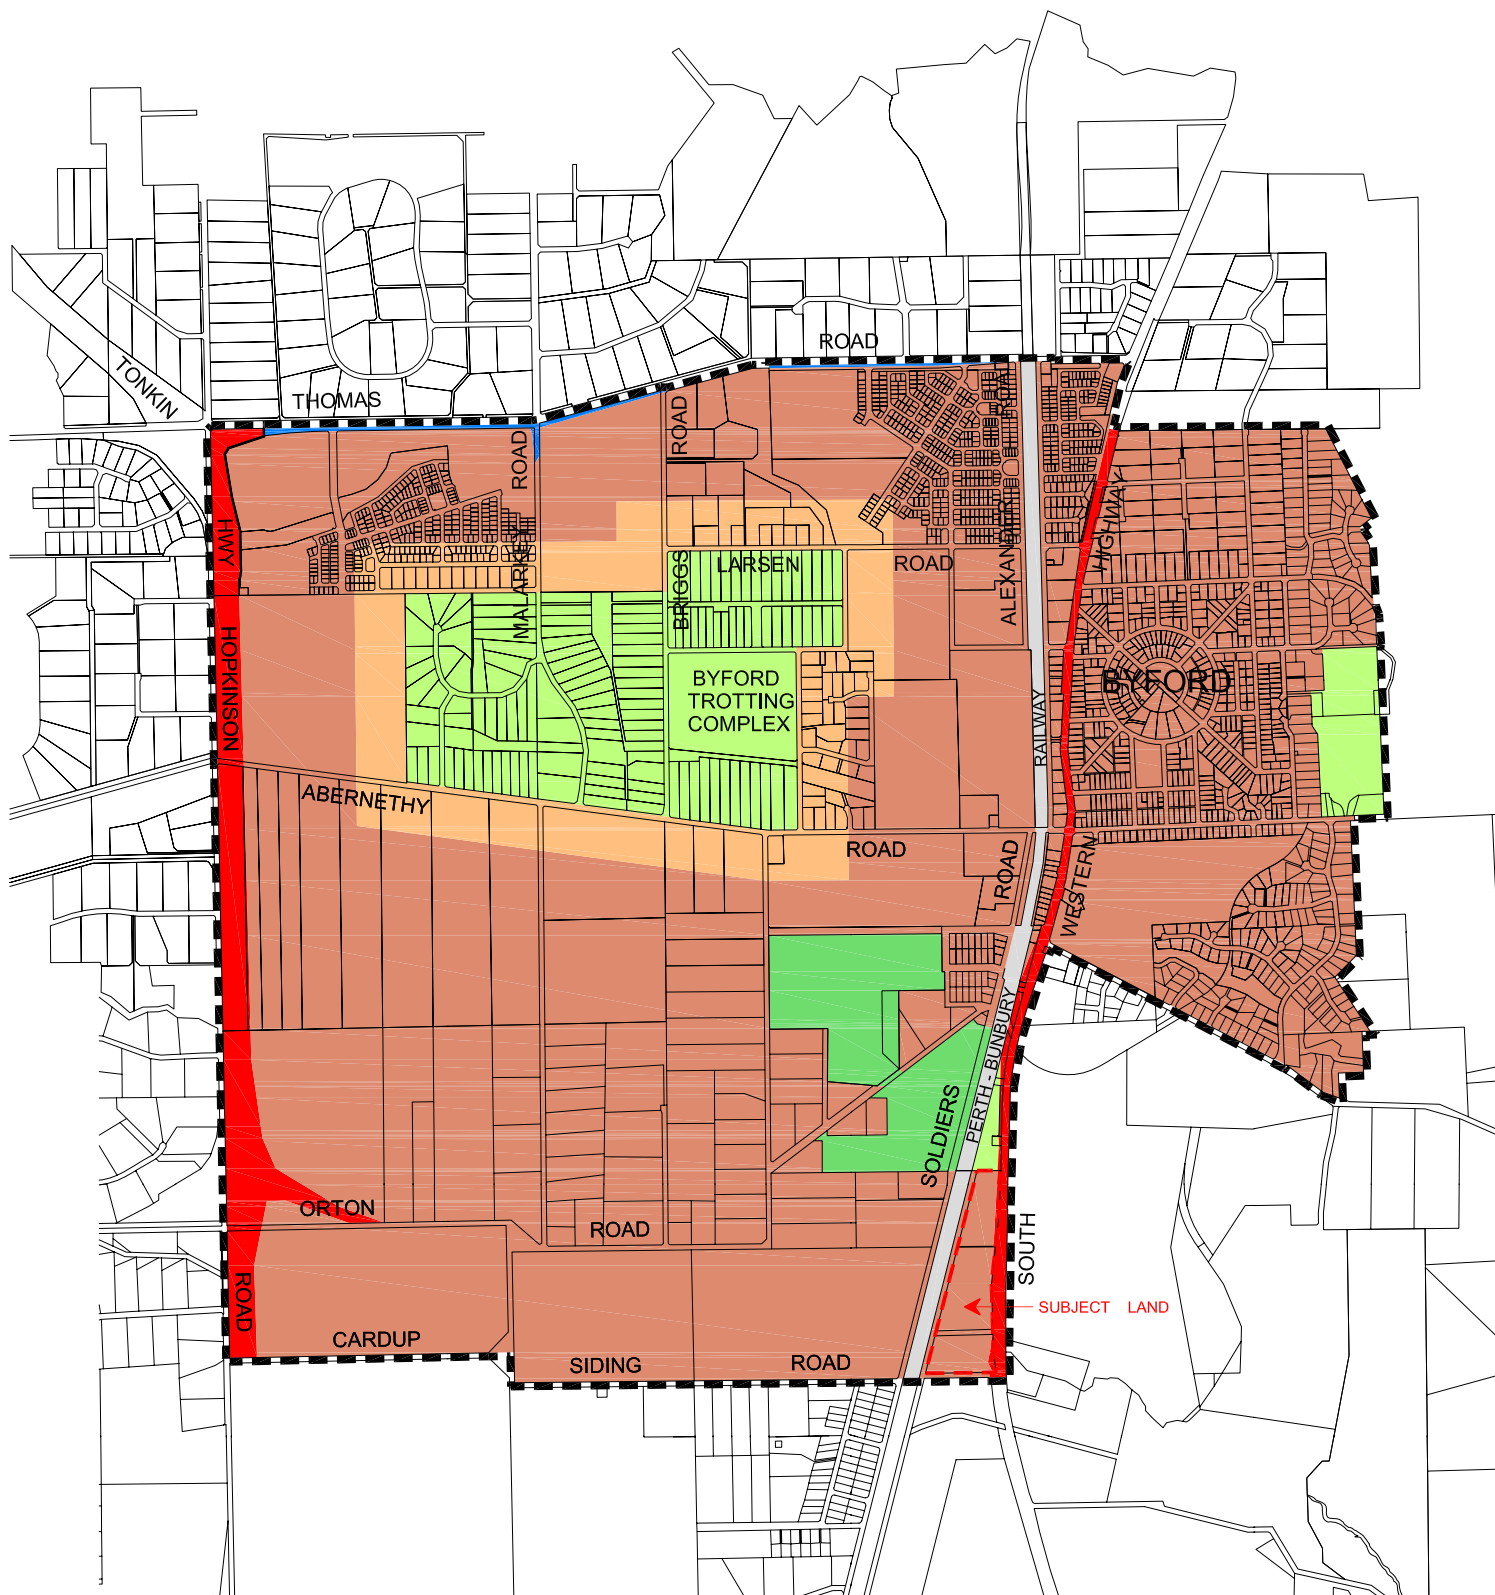 ROAD
TONKIN
THOMAS
ROAD
ROAD
ROAD
HWY
HIGHWAY
MALARKEY
BRIGGS
LARSEN
ROAD
ALEXANDER
HOPKINSON
BYFORD
TROTTING
COMPLEX
BYFORD
RAILWAY
ABERNETHY
ROAD
ROAD
WESTERN
PERTH - BUNBURY
SOLDIERS
ORTON
ROAD
SOUTH
ROAD
SUBJECT LAND
CARDUP
SIDING
ROAD